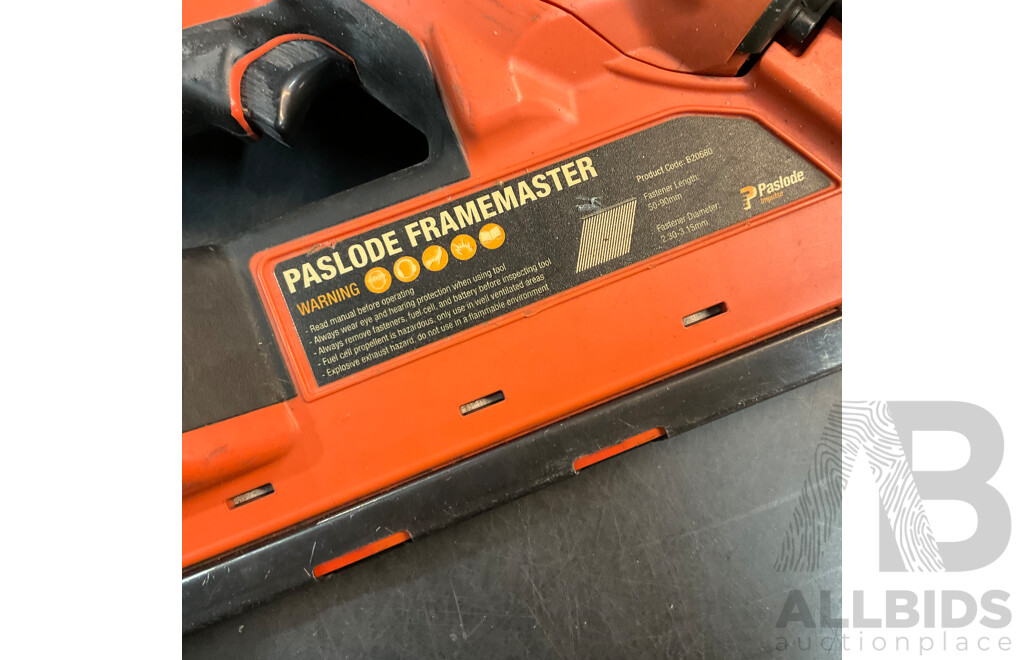 PASLODE FRAMEMASTER
WARNING
- Read manual before operating
- Always wear eye and hearing protection when using tool
- Always remove fasteners, fuel cell, and battery before inspecting tool
- Fuel cell propellent is hazardous, only use in well ventilated areas
- Explosive exhaust hazard, do not use in a flammable environment
Product Code: B20680
Fastener Length:
50-90mm
Fastener Diameter:
2.30-3.15mm
Paslode
Impulse
AB
ALLBIDS
auctionplace